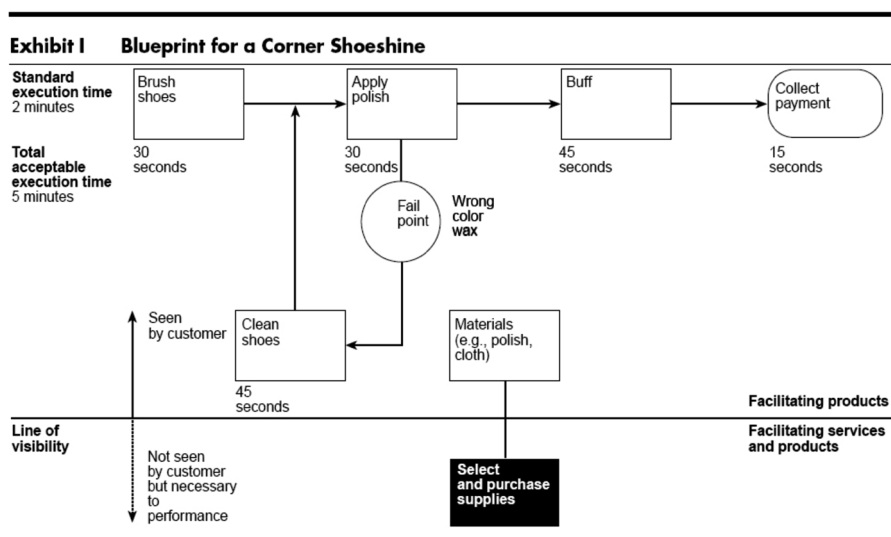 Exhibit I Blueprint for a Corner Shoeshine
Standard
execution time
2 minutes
Brush
shoes
Apply
polish
Buff
Collect
payment
Total
acceptable
execution time
5 minutes
30
seconds
30
seconds
45
seconds
15
seconds
Fail
point
Wrong
color
wax
Seen
by customer
Clean
shoes
Materials
(e.g., polish,
cloth)
45
seconds
Facilitating products
Line of
visibility
Facilitating services
and products
Not seen
by customer
but necessary
to
performance
Select
and purchase
supplies